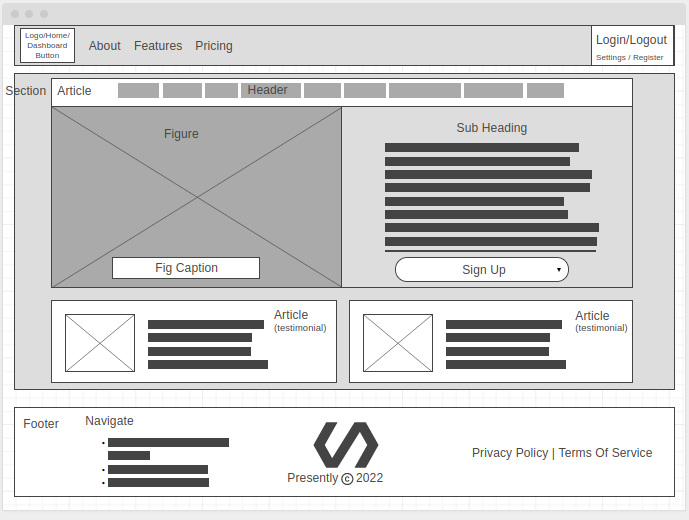 Logo/Home/
Dashboard
Button
About
Features
Pricing
Login/Logout
Settings / Register
Section
Article
Header
Figure
Fig Caption
Sub Heading
Sign Up
Article
(testimonial)
Article
(testimonial)
Footer
Navigate
Presently © 2022
Privacy Policy | Terms Of Service